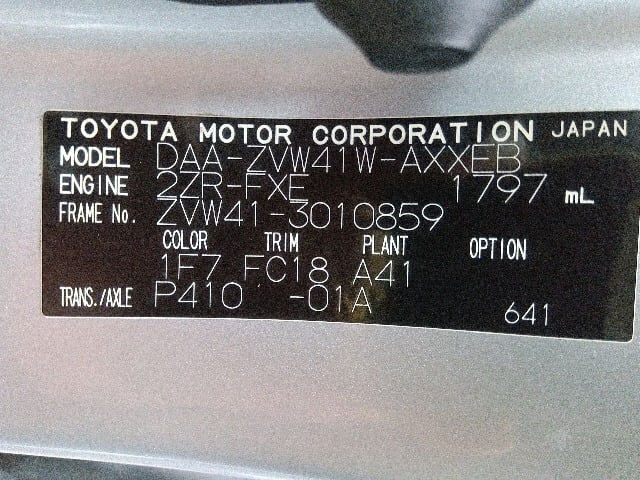 TOYOTA MOTOR CORPORATION JAPAN
MODEL DAA-ZVW41W-AXXEB
ENGINE 2ZR-FXE 1797 mL
FRAME No. ZVW41-3010859
COLOR TRIM PLANT OPTION
1F7 FC18 A41
TRANS./AXLE P410 -01A
641